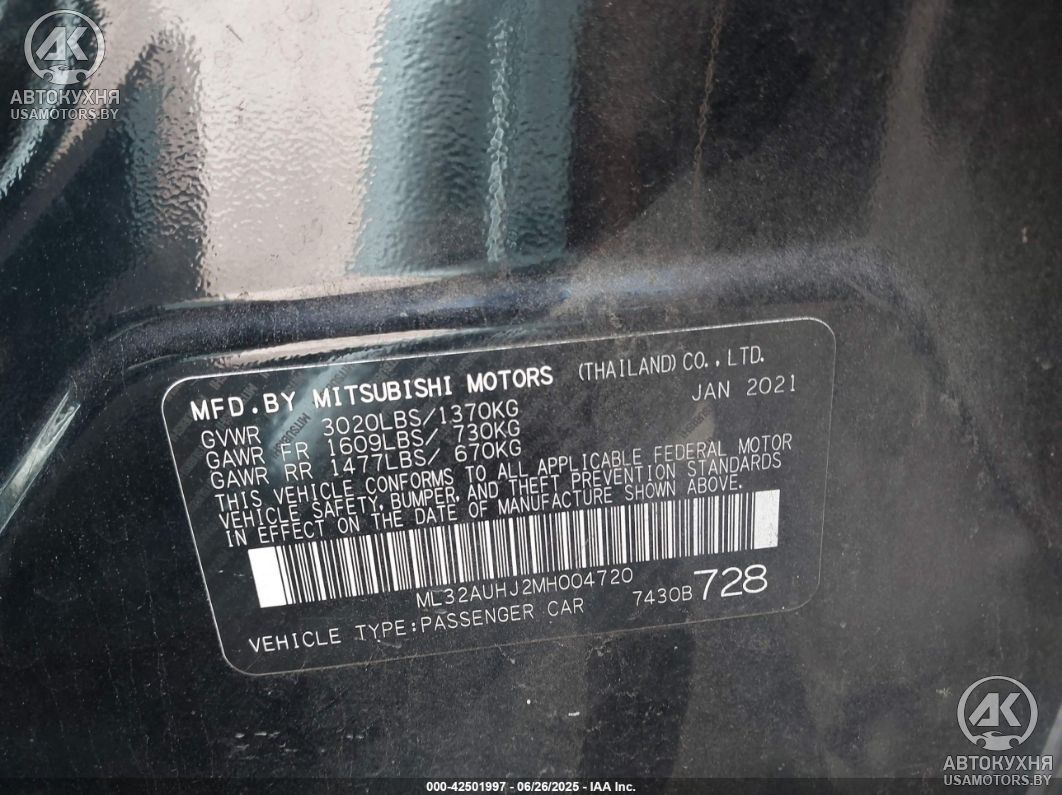 АК
АВТОКУХНЯ
USAMOTORS.BY
MFD.BY MITSUBISHI MOTORS (THAILAND) CO., LTD.
JAN 2021
GVWR 3020LBS/1370KG
GAWR FR 1609LBS/ 730KG
GAWR RR 1477LBS/ 670KG
THIS VEHICLE CONFORMS TO ALL APPLICABLE FEDERAL MOTOR
VEHICLE SAFETY, BUMPER, AND THEFT PREVENTION STANDARDS
IN EFFECT ON THE DATE OF MANUFACTURE SHOWN ABOVE.
ML32AUHJ2MH004720
VEHICLE TYPE:PASSENGER CAR 7430B 728
АК
АВТОКУХНЯ
USAMOTORS.BY
000-42501997 - 06/26/2025 - IAA Inc.